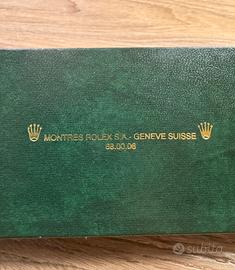 MONTRES ROLEX S.A. - GENEVE SUISSE
68.00.06
subito